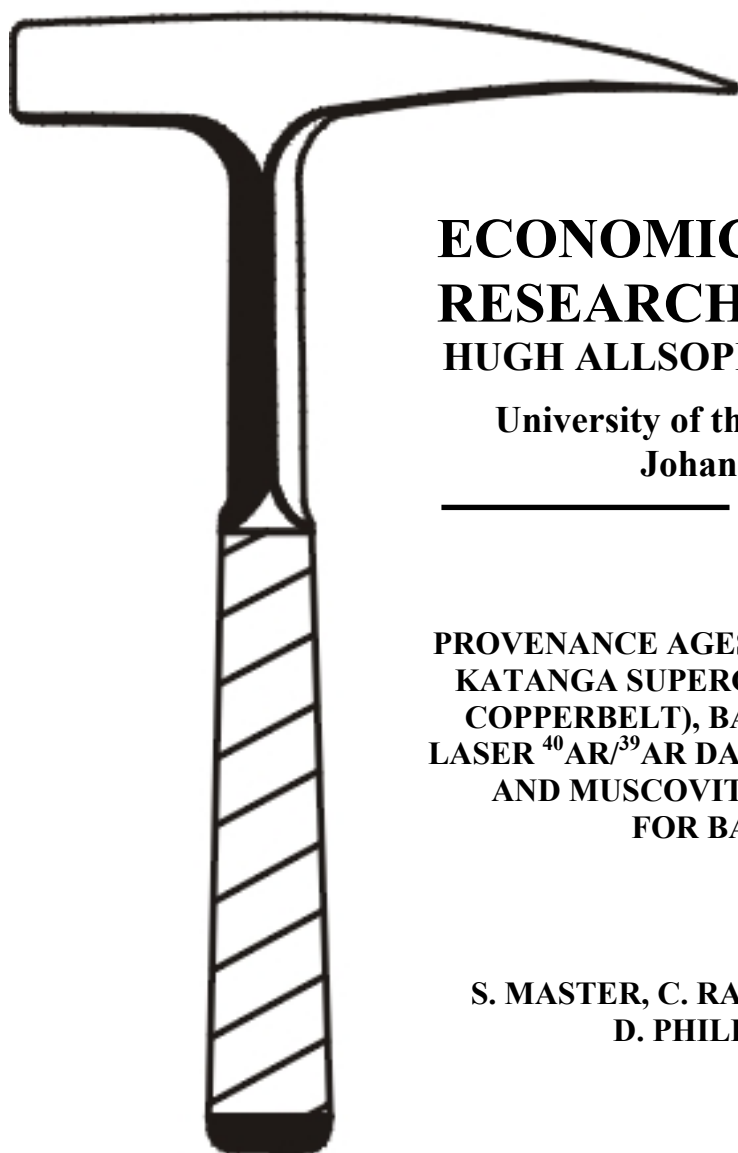 ECONOMIC
RESEARCH
HUGH ALLSOP
University of th
Johan
PROVENANCE AGES
KATANGA SUPERG
COPPERBELT), BA
LASER ⁴⁰AR/³⁹AR DA
AND MUSCOVIT
FOR BA
S. MASTER, C. RA
D. PHIL